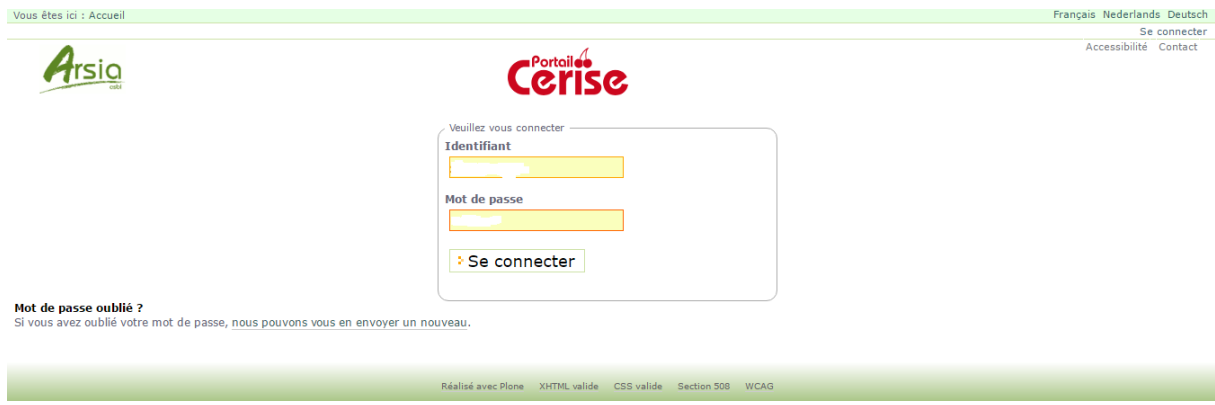 Vous êtes ici : Accueil
Français Nederlands Deutsch
Se connecter
Accessibilité Contact
Arsia
asbl
Portail
Cerise
Veuillez vous connecter
Identifiant
Mot de passe
Se connecter
Mot de passe oublié ?
Si vous avez oublié votre mot de passe, nous pouvons vous en envoyer un nouveau.
Réalisé avec Plone XHTML valide CSS valide Section 508 WCAG